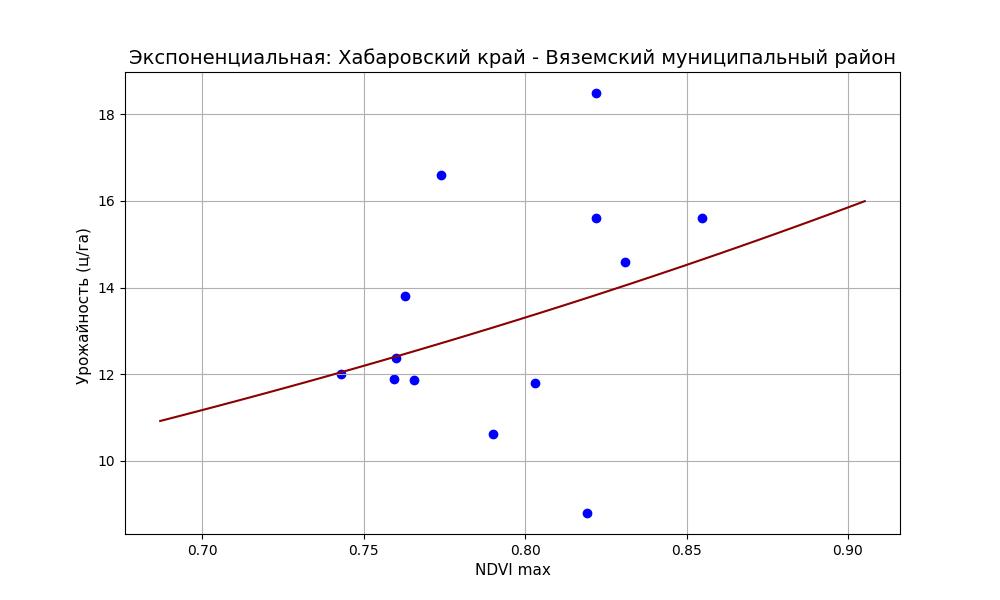 Экспоненциальная: Хабаровский край - Вяземский муниципальный район
Урожайность (ц/га)
18
16
14
12
10
0.70 0.75 0.80 0.85 0.90
NDVI max